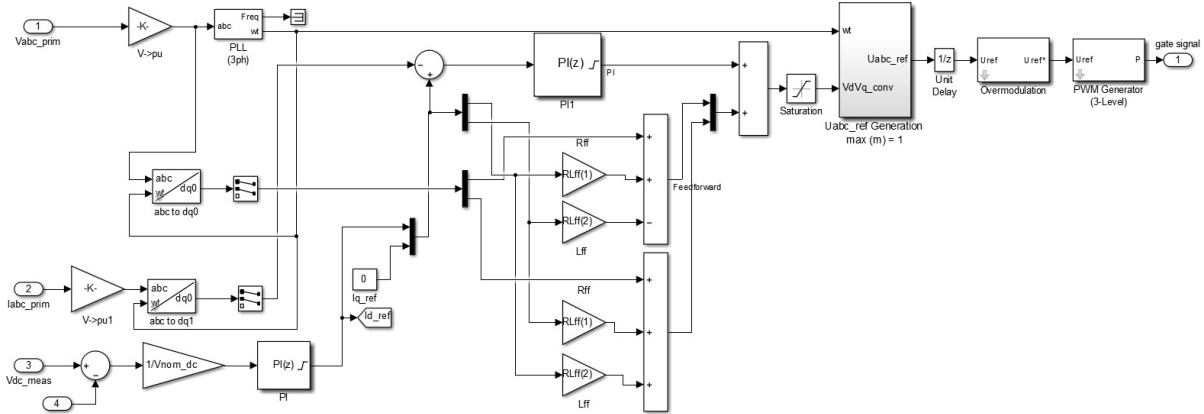 1
Vabc_prim
-K-
V->pu
abc
Freq
wt
PLL
(3ph)
PI(z)
PI1
PI
+
+
Saturation
wt
Uabc_ref
VdVq_conv
Uabc_ref Generation
max (m) = 1
1/z
Unit
Delay
Uref
Uref*
Overmodulation
Uref
P
PWM Generator
(3-Level)
gate signal
1
−
+
abc
wt
dq0
abc to dq0
Rff
RLff(1)
RLff(2)
Lff
+
+
−
Feedforward
2
Iabc_prim
-K-
V->pu1
abc
wt
dq0
abc to dq1
0
Iq_ref
Id_ref
Rff
RLff(1)
RLff(2)
Lff
+
+
+
3
Vdc_meas
4
+
−
1/Vnom_dc
PI(z)
PI